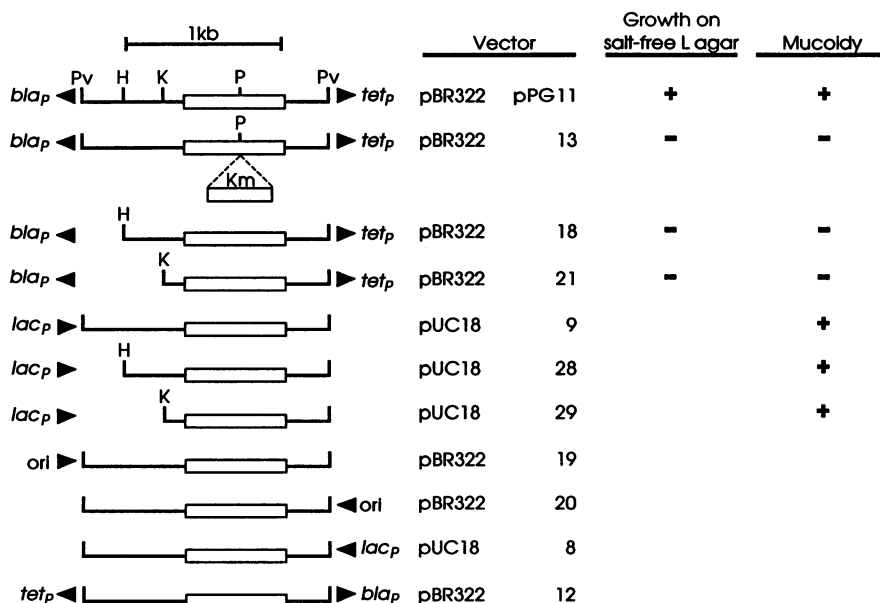 1kb
Vector
Growth on
salt-free L agar
Mucoidy
Pv H K P Pv
blaP tetP pBR322 pPG11 + +
P
blaP tetP pBR322 13 - -
Km
H
blaP tetP pBR322 18 - -
K
blaP tetP pBR322 21 - -
lacP pUC18 9 +
H
lacP pUC18 28 +
K
lacP pUC18 29 +
ori pBR322 19
ori pBR322 20
lacP pUC18 8
tetP blaP pBR322 12